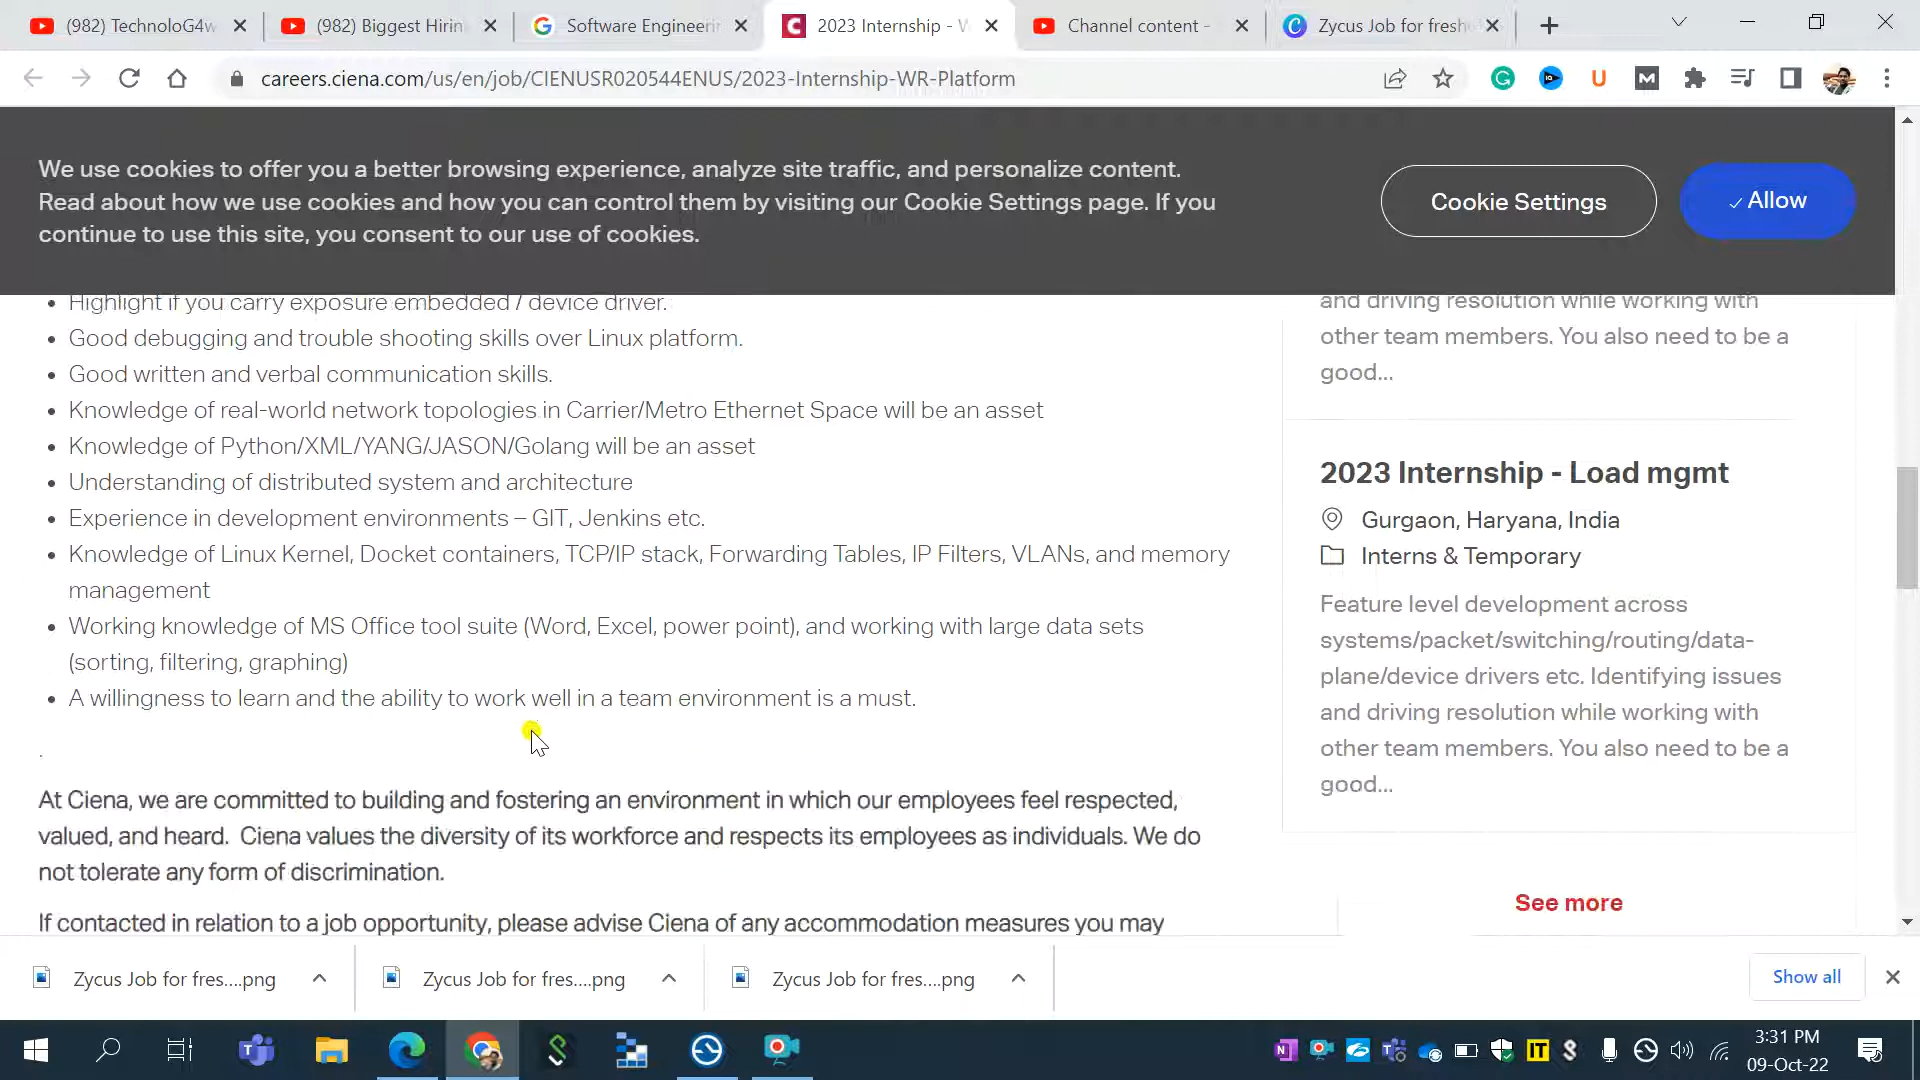 (982) TechnoloG4w
(982) Biggest Hirin
Software Engineerin
2023 Internship - W
Channel content -
Zycus Job for fresh
careers.ciena.com/us/en/job/CIENUSR020544ENUS/2023-Internship-WR-Platform
We use cookies to offer you a better browsing experience, analyze site traffic, and personalize content.
Read about how we use cookies and how you can control them by visiting our Cookie Settings page. If you
continue to use this site, you consent to our use of cookies.
Cookie Settings
✓ Allow
• Highlight if you carry exposure embedded / device driver.
• Good debugging and trouble shooting skills over Linux platform.
• Good written and verbal communication skills.
• Knowledge of real-world network topologies in Carrier/Metro Ethernet Space will be an asset
• Knowledge of Python/XML/YANG/JASON/Golang will be an asset
• Understanding of distributed system and architecture
• Experience in development environments – GIT, Jenkins etc.
• Knowledge of Linux Kernel, Docket containers, TCP/IP stack, Forwarding Tables, IP Filters, VLANs, and memory
management
• Working knowledge of MS Office tool suite (Word, Excel, power point), and working with large data sets
(sorting, filtering, graphing)
• A willingness to learn and the ability to work well in a team environment is a must.
.
At Ciena, we are committed to building and fostering an environment in which our employees feel respected,
valued, and heard.  Ciena values the diversity of its workforce and respects its employees as individuals. We do
not tolerate any form of discrimination.
If contacted in relation to a job opportunity, please advise Ciena of any accommodation measures you may
and driving resolution while working with
other team members. You also need to be a
good...
2023 Internship - Load mgmt
Gurgaon, Haryana, India
Interns & Temporary
Feature level development across
systems/packet/switching/routing/data-
plane/device drivers etc. Identifying issues
and driving resolution while working with
other team members. You also need to be a
good...
See more
Zycus Job for fres....png
Zycus Job for fres....png
Zycus Job for fres....png
Show all
3:31 PM
09-Oct-22